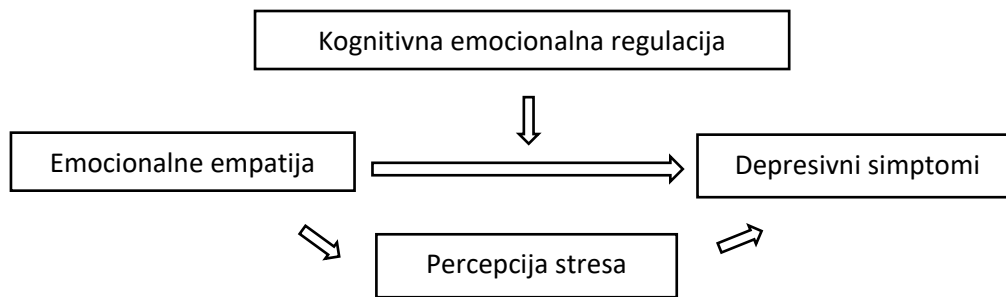 Kognitivna emocionalna regulacija
Emocionalne empatija
Depresivni simptomi
Percepcija stresa